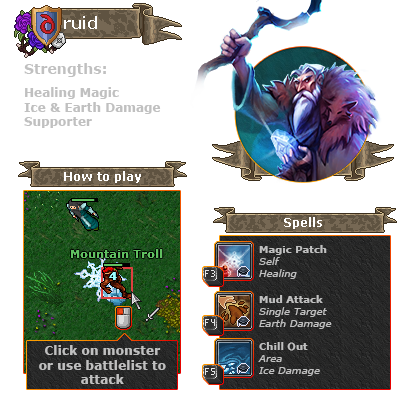 druid
Strengths:
Healing Magic
Ice & Earth Damage
Supporter
How to play
Mountain Troll
4
Click on monster
or use battlelist to
attack
Spells
Magic Patch
Self
Healing
F3
Mud Attack
Single Target
Earth Damage
F4
Chill Out
Area
Ice Damage
F5